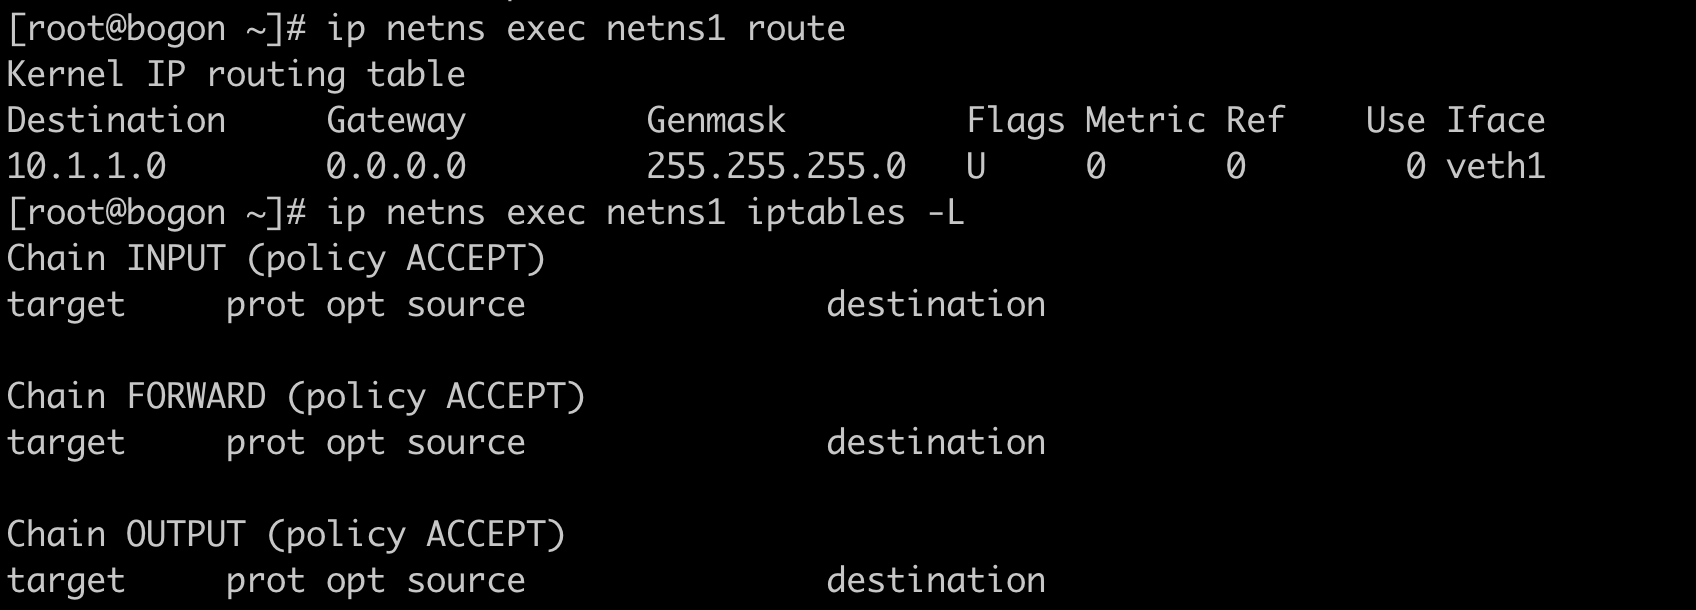 [root@bogon ~]# ip netns exec netns1 route
Kernel IP routing table
Destination     Gateway         Genmask         Flags Metric Ref    Use Iface
10.1.1.0        0.0.0.0         255.255.255.0   U     0      0        0 veth1
[root@bogon ~]# ip netns exec netns1 iptables -L
Chain INPUT (policy ACCEPT)
target     prot opt source               destination

Chain FORWARD (policy ACCEPT)
target     prot opt source               destination

Chain OUTPUT (policy ACCEPT)
target     prot opt source               destination